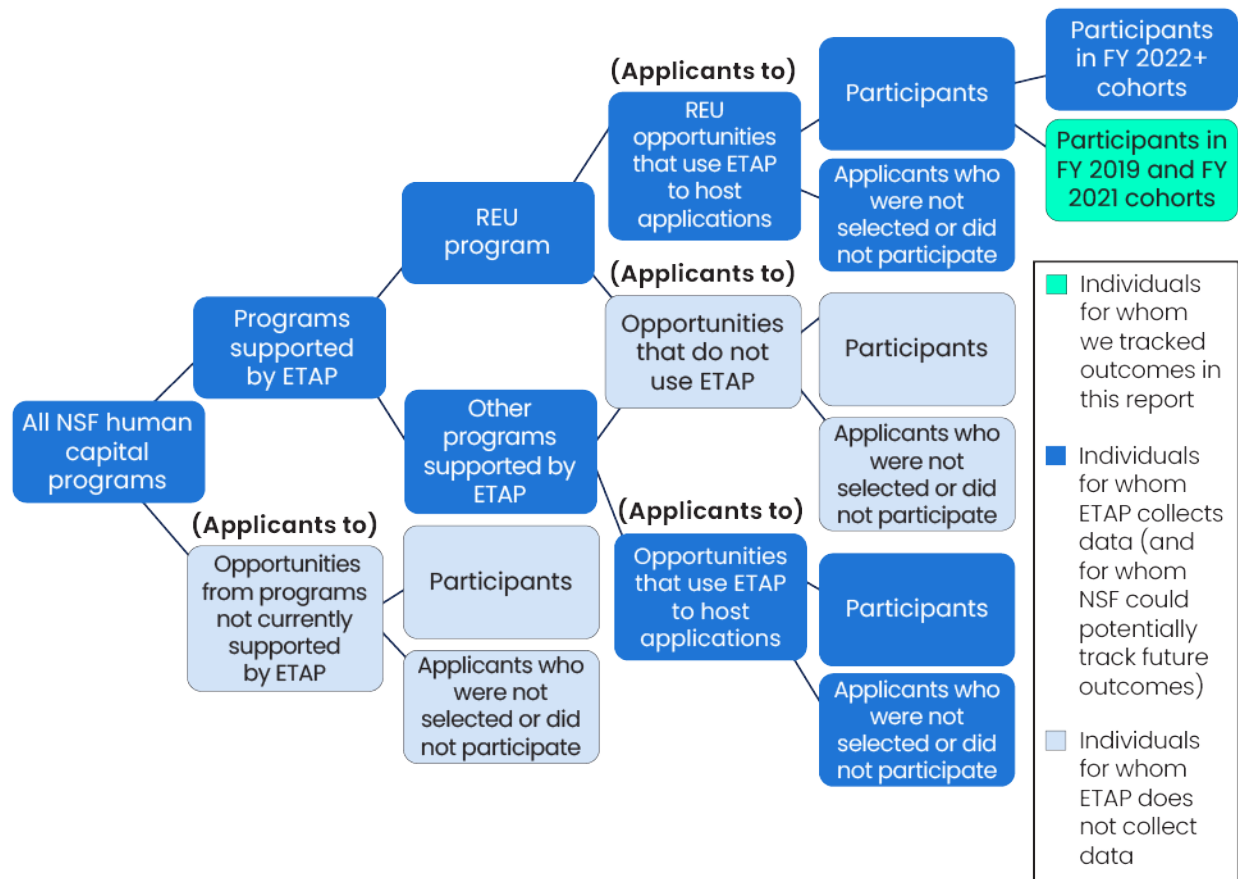 All NSF human
capital
programs
Programs
supported
by ETAP
(Applicants to)
Opportunities
from programs
not currently
supported
by ETAP
REU
program
Other
programs
supported by
ETAP
Participants
Applicants who
were not
selected or did
not participate
(Applicants to)
REU
opportunities
that use ETAP
to host
applications
(Applicants to)
Opportunities
that do not
use ETAP
(Applicants to)
Opportunities
that use ETAP
to host
applications
Participants
Applicants who
were not
selected or did
not participate
Participants
Applicants who
were not
selected or did
not participate
Participants
Applicants who
were not
selected or did
not participate
Participants
in FY 2022+
cohorts
Participants in
FY 2019 and FY
2021 cohorts
Individuals
for whom
we tracked
outcomes in
this report
Individuals
for whom
ETAP collects
data (and
for whom
NSF could
potentially
track future
outcomes)
Individuals
for whom
ETAP does
not collect
data